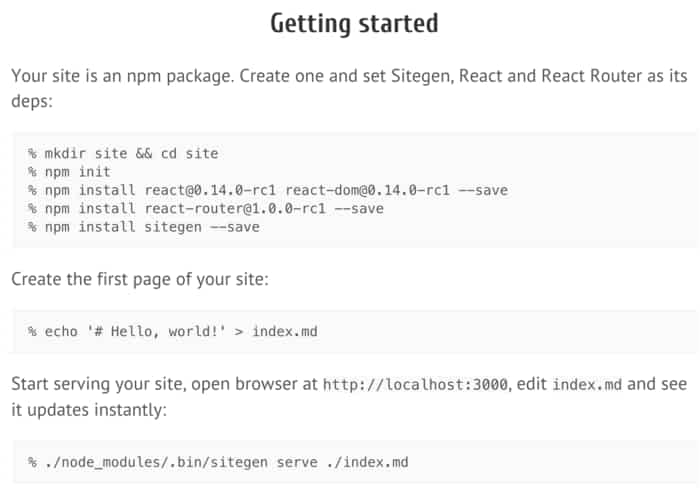 Getting started
Your site is an npm package. Create one and set Sitegen, React and React Router as its
deps:
% mkdir site && cd site
% npm init
% npm install react@0.14.0-rc1 react-dom@0.14.0-rc1 --save
% npm install react-router@1.0.0-rc1 --save
% npm install sitegen --save
Create the first page of your site:
% echo '# Hello, world!' > index.md
Start serving your site, open browser at http://localhost:3000, edit index.md and see
it updates instantly:
% ./node_modules/.bin/sitegen serve ./index.md